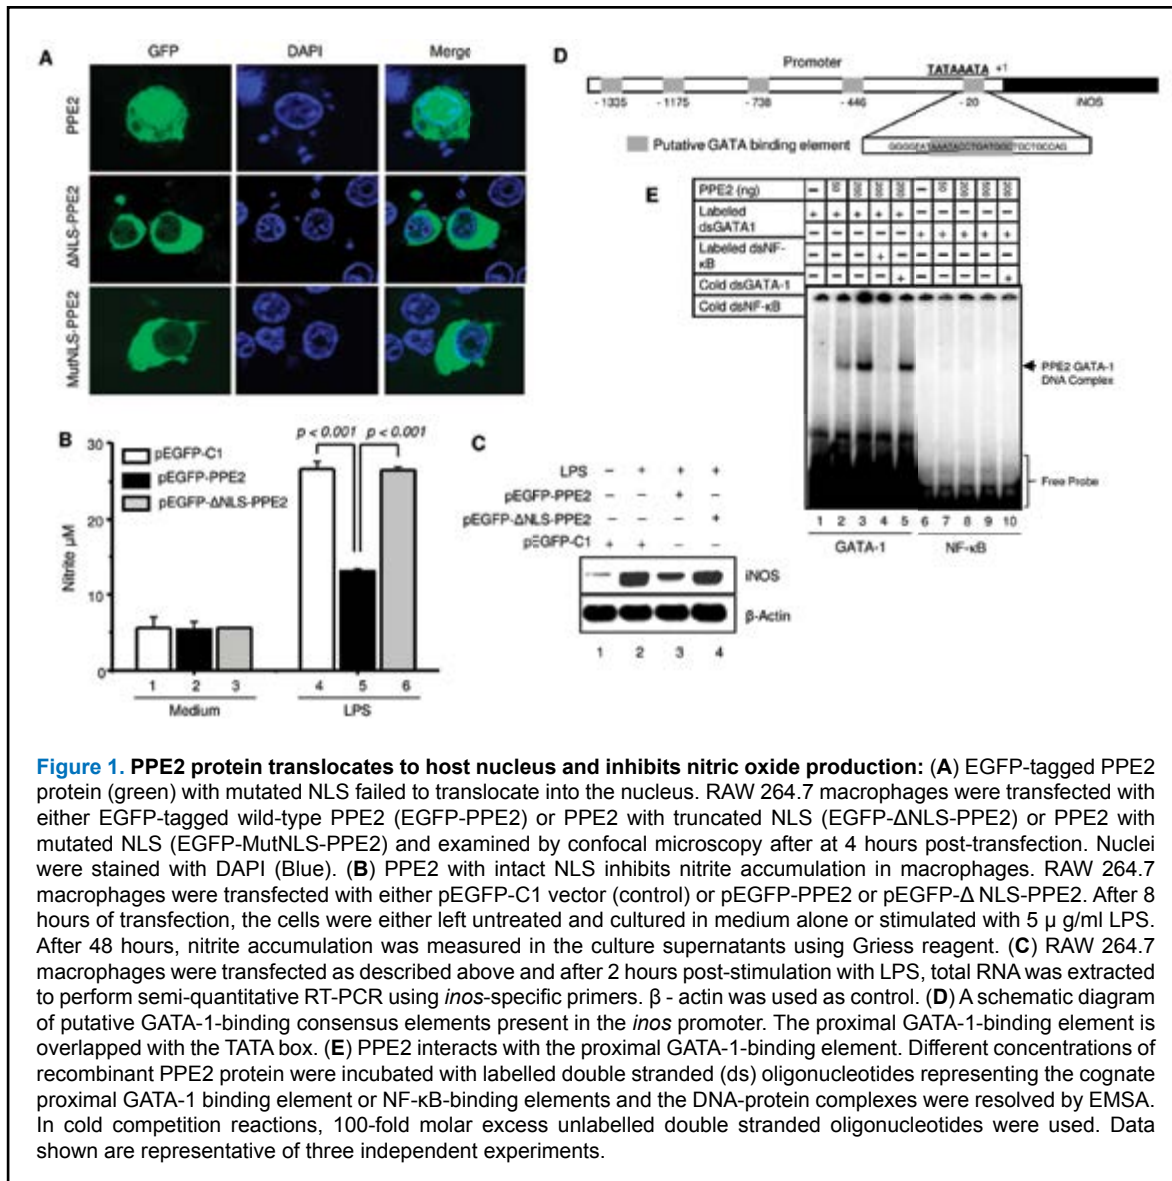 A
GFP
DAPI
Merge
PPE2
ΔNLS-PPE2
MutNLS-PPE2
B
30
20
10
0
Nitrite μM
pEGFP-C1
pEGFP-PPE2
pEGFP-ΔNLS-PPE2
p < 0.001
p < 0.001
1 2 3 4 5 6
Medium
LPS
C
LPS – + + +
pEGFP-PPE2 – – + –
pEGFP-ΔNLS-PPE2 – – – +
pEGFP-C1 + + – –
iNOS
β-Actin
1 2 3 4
D
Promoter
TATAAATA +1
- 1335 - 1175 - 738 - 446 - 20 iNOS
Putative GATA binding element
GGGGTATAAATACCTGATGGCTGCTGCCAG
E
PPE2 (ng) – 50 200 200 200 – 50 200 500 200
Labeled dsGATA1 + + + + + – – – – –
Labeled dsNF-κB – – – – – + + + + +
Cold dsGATA-1 – – – + – – – – – –
Cold dsNF-κB – – – – + – – – – +
PPE2 GATA-1
DNA Complex
Free Probe
1 2 3 4 5 6 7 8 9 10
GATA-1
NF-κB
Figure 1. PPE2 protein translocates to host nucleus and inhibits nitric oxide production: (A) EGFP-tagged PPE2
protein (green) with mutated NLS failed to translocate into the nucleus. RAW 264.7 macrophages were transfected with
either EGFP-tagged wild-type PPE2 (EGFP-PPE2) or PPE2 with truncated NLS (EGFP-ΔNLS-PPE2) or PPE2 with
mutated NLS (EGFP-MutNLS-PPE2) and examined by confocal microscopy after at 4 hours post-transfection. Nuclei
were stained with DAPI (Blue). (B) PPE2 with intact NLS inhibits nitrite accumulation in macrophages. RAW 264.7
macrophages were transfected with either pEGFP-C1 vector (control) or pEGFP-PPE2 or pEGFP-Δ NLS-PPE2. After 8
hours of transfection, the cells were either left untreated and cultured in medium alone or stimulated with 5 μ g/ml LPS.
After 48 hours, nitrite accumulation was measured in the culture supernatants using Griess reagent. (C) RAW 264.7
macrophages were transfected as described above and after 2 hours post-stimulation with LPS, total RNA was extracted
to perform semi-quantitative RT-PCR using inos-specific primers. β - actin was used as control. (D) A schematic diagram
of putative GATA-1-binding consensus elements present in the inos promoter. The proximal GATA-1-binding element is
overlapped with the TATA box. (E) PPE2 interacts with the proximal GATA-1-binding element. Different concentrations of
recombinant PPE2 protein were incubated with labelled double stranded (ds) oligonucleotides representing the cognate
proximal GATA-1 binding element or NF-κB-binding elements and the DNA-protein complexes were resolved by EMSA.
In cold competition reactions, 100-fold molar excess unlabelled double stranded oligonucleotides were used. Data
shown are representative of three independent experiments.